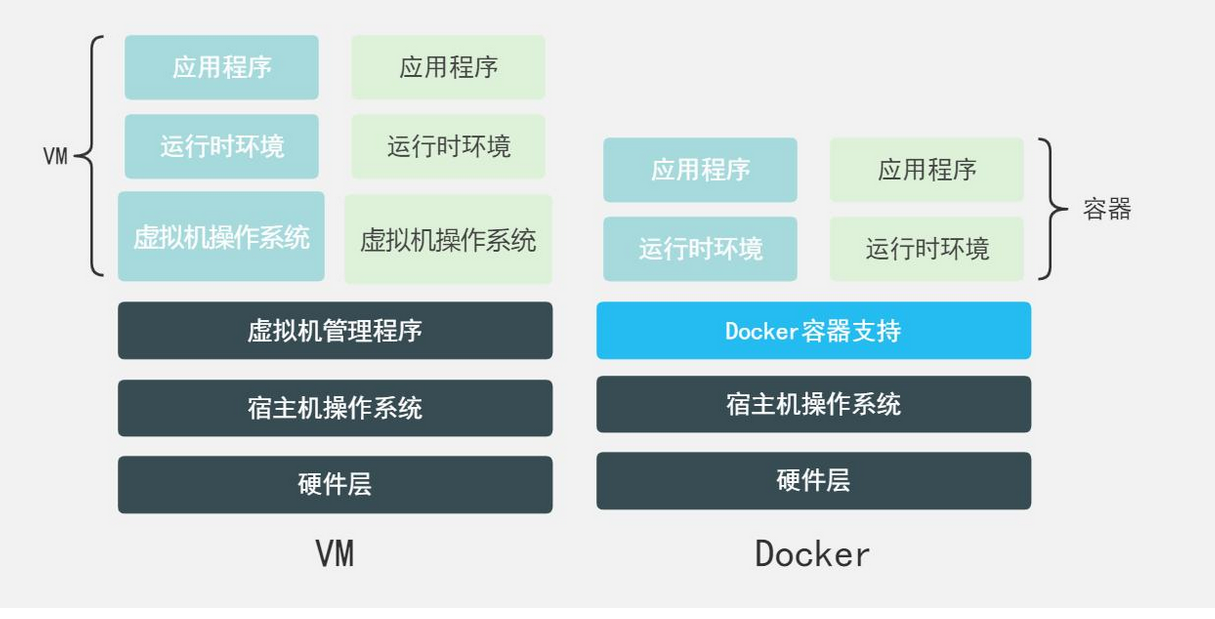 应用程序
应用程序
运行时环境
运行时环境
VM
虚拟机操作系统
虚拟机操作系统
虚拟机管理程序
宿主机操作系统
硬件层
VM
应用程序
应用程序
运行时环境
运行时环境
容器
Docker容器支持
宿主机操作系统
硬件层
Docker